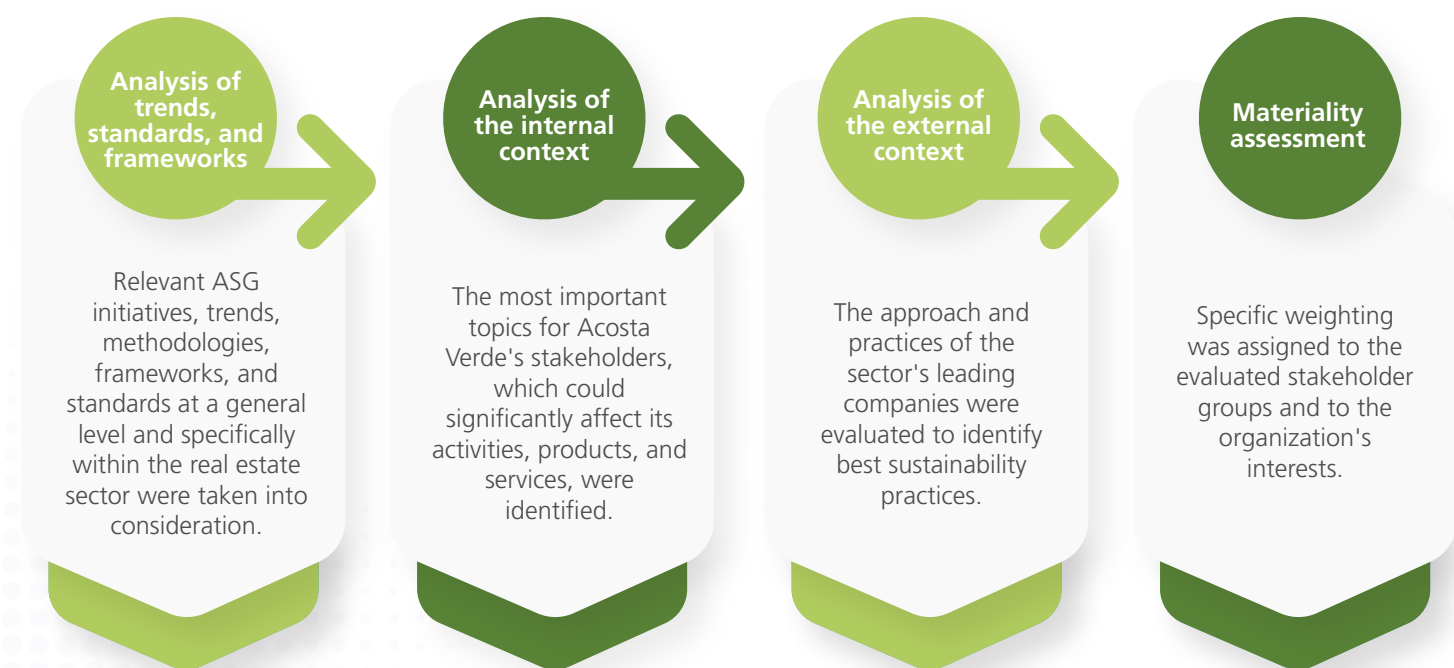 Analysis of
trends,
standards, and
frameworks
Relevant ASG
initiatives, trends,
methodologies,
frameworks, and
standards at a general
level and specifically
within the real estate
sector were taken into
consideration.
Analysis of
the internal
context
The most important
topics for Acosta
Verde's stakeholders,
which could
significantly affect its
activities, products, and
services, were
identified.
Analysis of
the external
context
The approach and
practices of the
sector's leading
companies were
evaluated to identify
best sustainability
practices.
Materiality
assessment
Specific weighting
was assigned to the
evaluated stakeholder
groups and to the
organization's
interests.